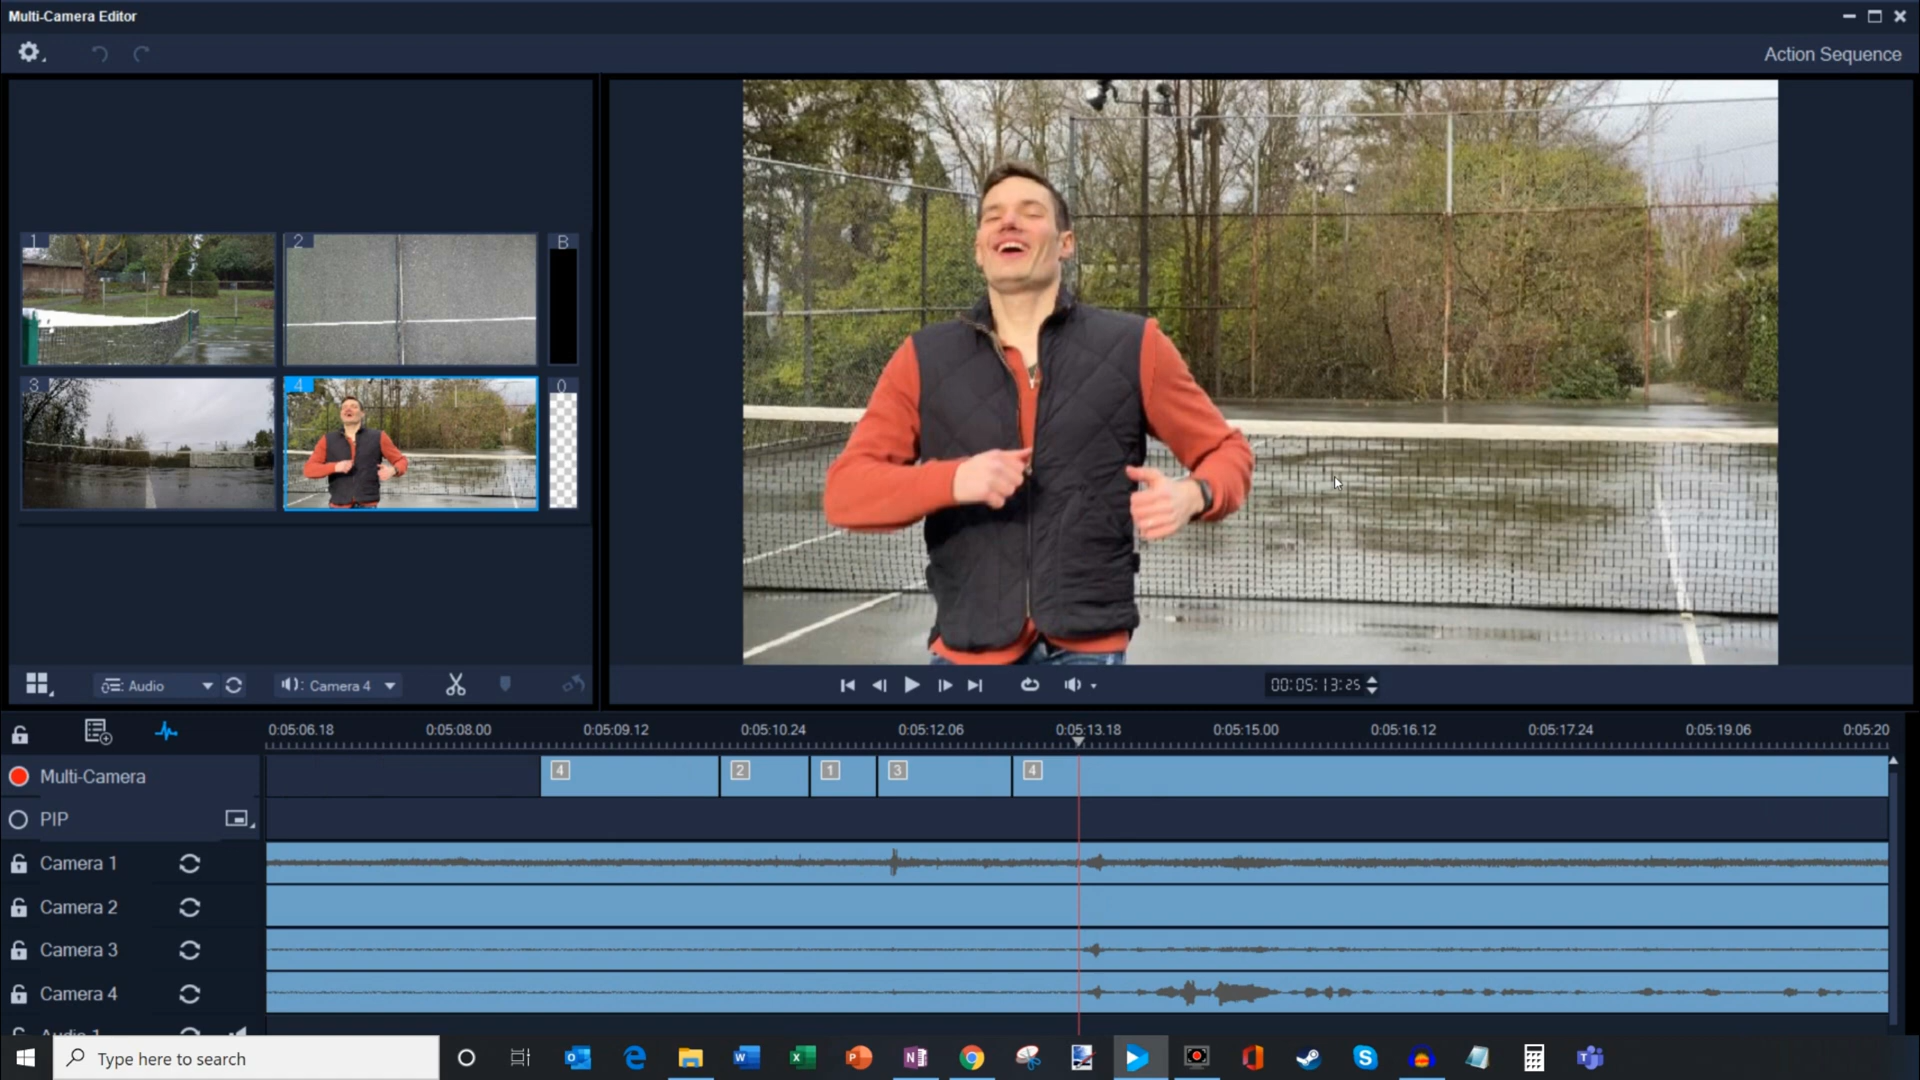 Multi-Camera Editor
Action Sequence
1
2
B
3
4
0
Audio
Camera 4
00:05:13:25
0:05:06.18 0:05:08.00 0:05:09.12 0:05:10.24 0:05:12.06 0:05:13.18 0:05:15.00 0:05:16.12 0:05:17.24 0:05:19.06 0:05:20
Multi-Camera
4 2 1 3 4
PIP
Camera 1
Camera 2
Camera 3
Camera 4
Audio 1
Type here to search